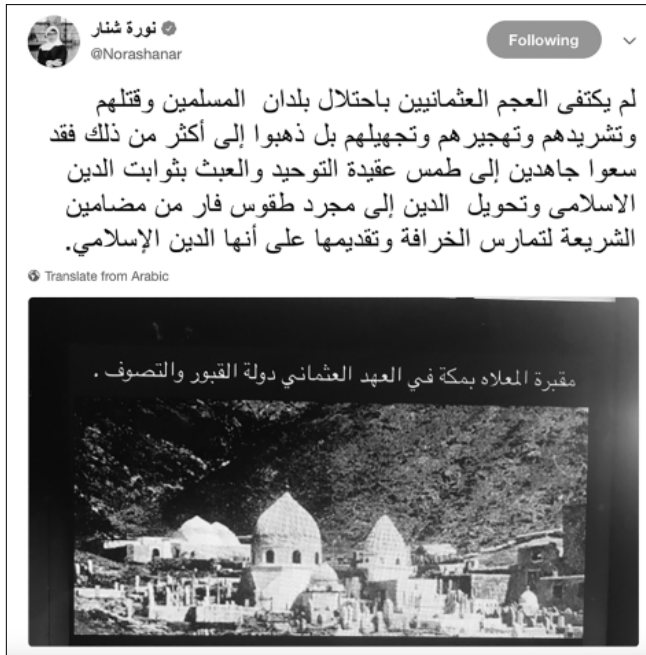 نورة شنار
@Norashanar
Following
لم يكتفى العجم العثمانيين باحتلال بلدان المسلمين وقتلهم
وتشريدهم وتهجيرهم وتجهيلهم بل ذهبوا إلى أكثر من ذلك فقد
سعوا جاهدين إلى طمس عقيدة التوحيد والعبث بثوابت الدين
الاسلامى وتحويل الدين إلى مجرد طقوس فار من مضامين
الشريعة لتمارس الخرافة وتقديمها على أنها الدين الإسلامي.
Translate from Arabic
مقبرة المعلاه بمكة في العهد العثماني دولة القبور والتصوف .